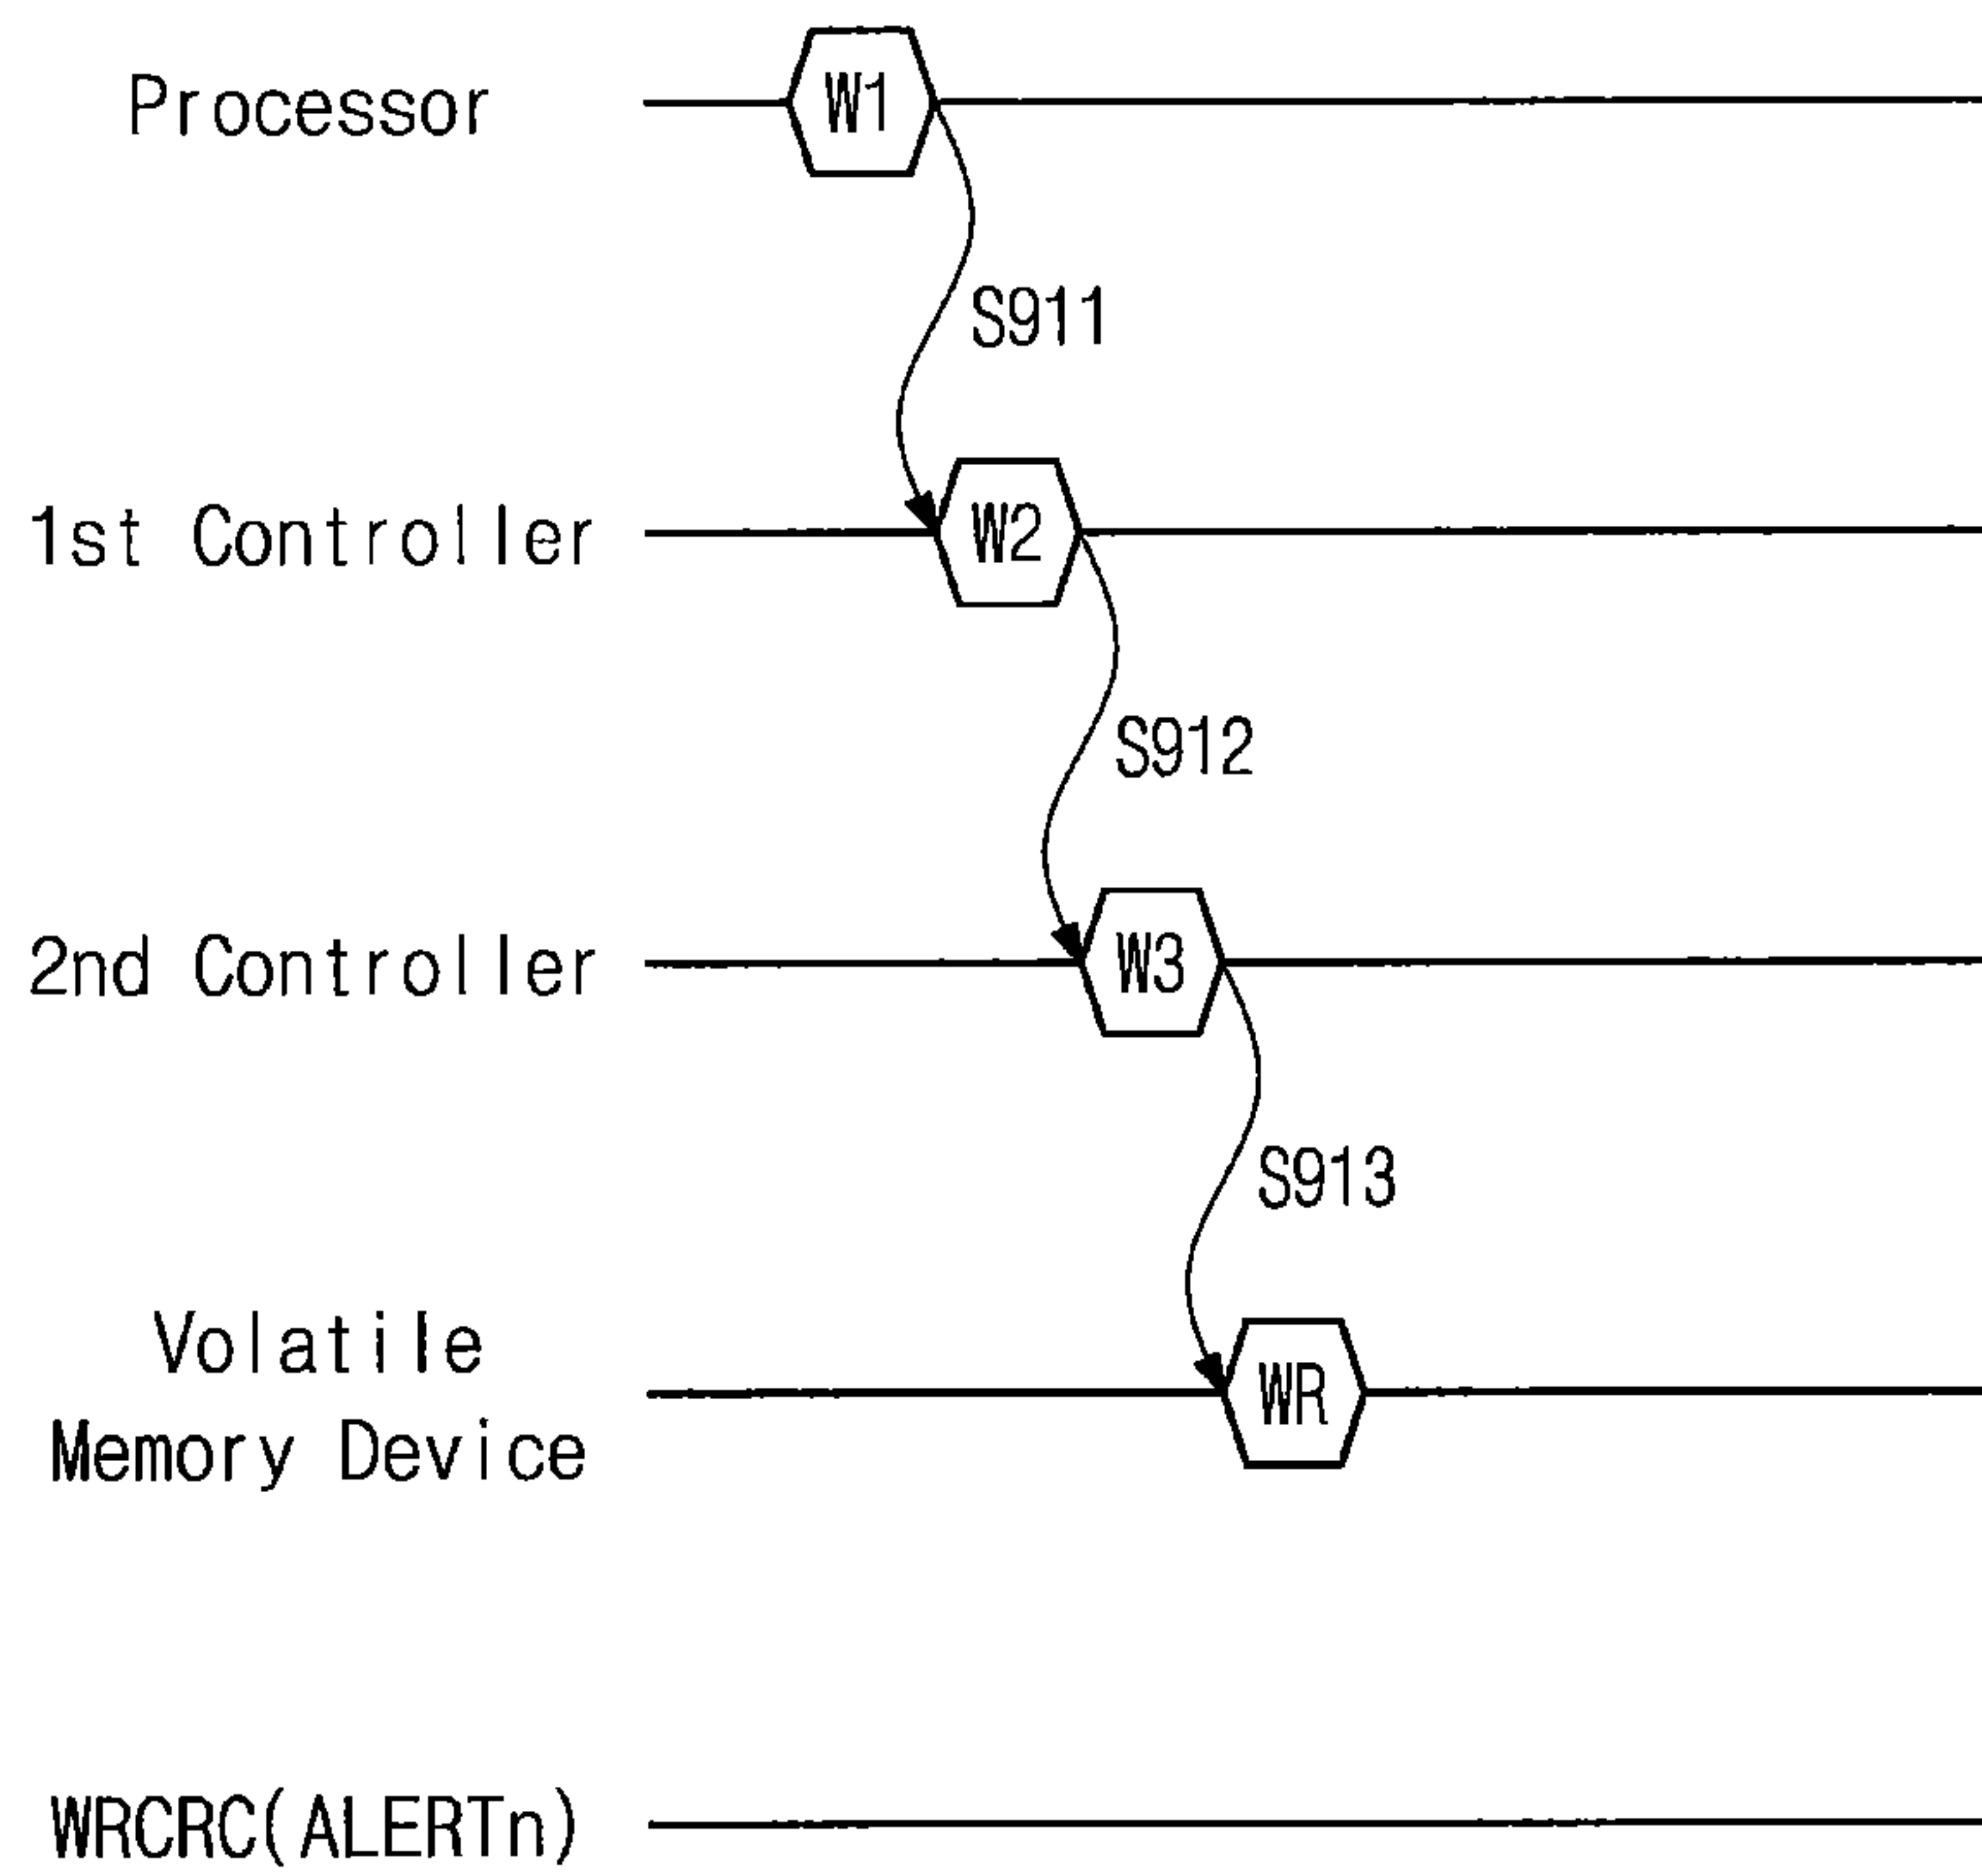 Processor
W1
S911
1st Controller
W2
S912
2nd Controller
W3
S913
Volatile
Memory Device
WR
WRCRC(ALERTn)